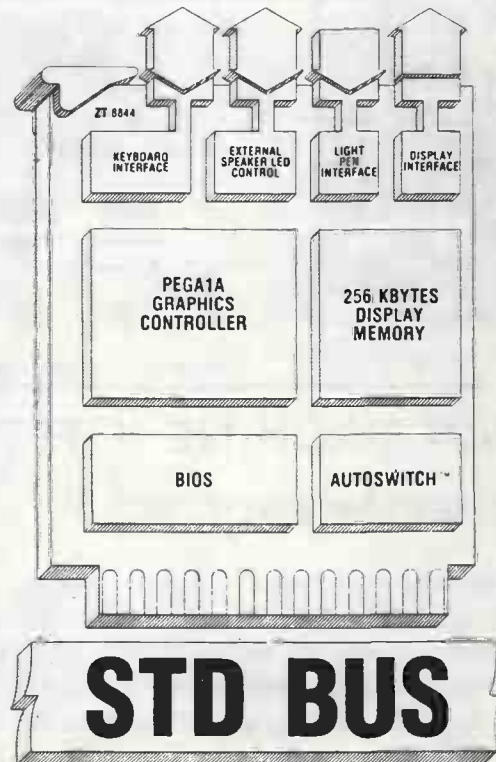 ZT 8844
KEYBOARD
INTERFACE
EXTERNAL
SPEAKER LED
CONTROL
LIGHT
PEN
INTERFACE
DISPLAY
INTERFACE
PEGA1A
GRAPHICS
CONTROLLER
256 KBYTES
DISPLAY
MEMORY
BIOS
AUTOSWITCH™
STD BUS